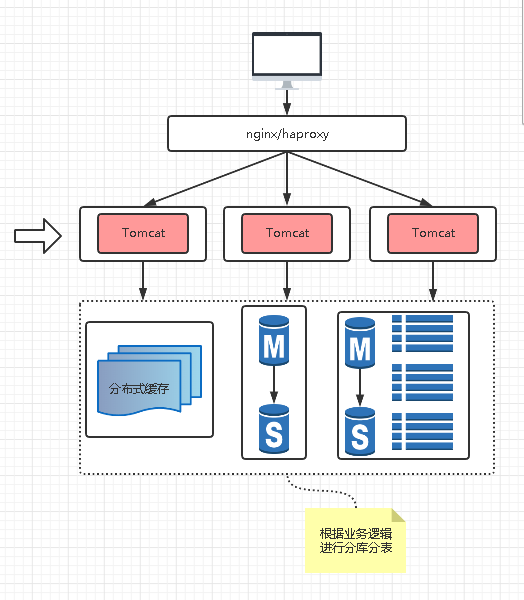 nginx/haproxy
Tomcat
Tomcat
Tomcat
分布式缓存
M
S
M
S
根据业务逻辑
进行分库分表